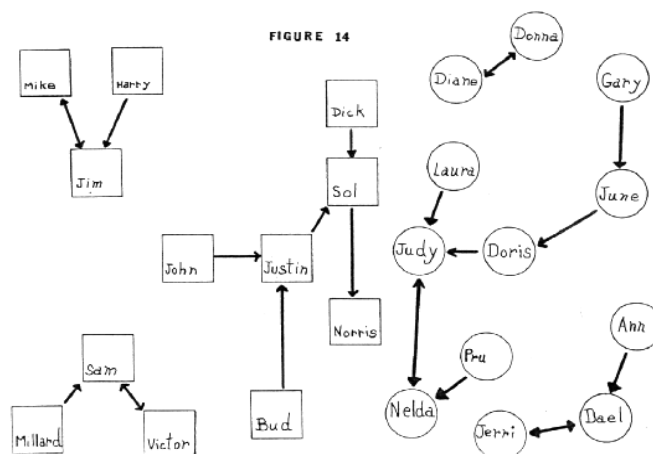 FIGURE 14
Donna
Diane
Mike
Harry
Gary
Dick
Jim
Laura
Sol
June
Judy
Doris
John
Justin
Norris
Ann
Sam
Pru
Nelda
Bud
Dael
Millard
Victor
Jerri